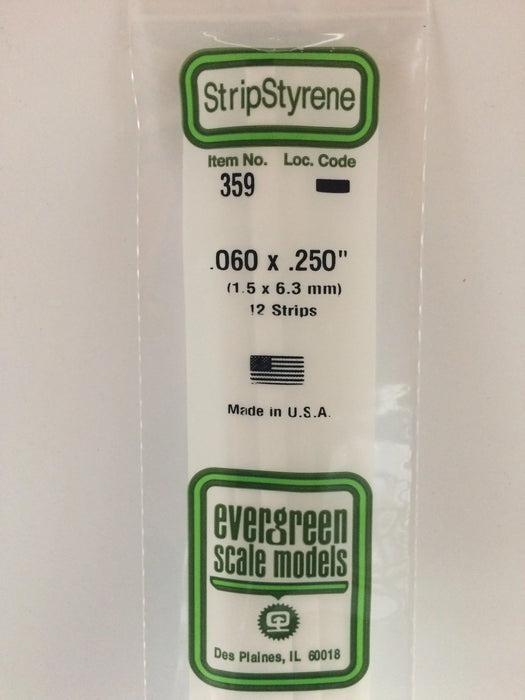 StripStyrene
Item No. Loc. Code
359
.060 x .250"
(1.5 x 6.3 mm)
12 Strips
Made in U.S.A.
evergreen
scale models
Des Plaines, IL 60018